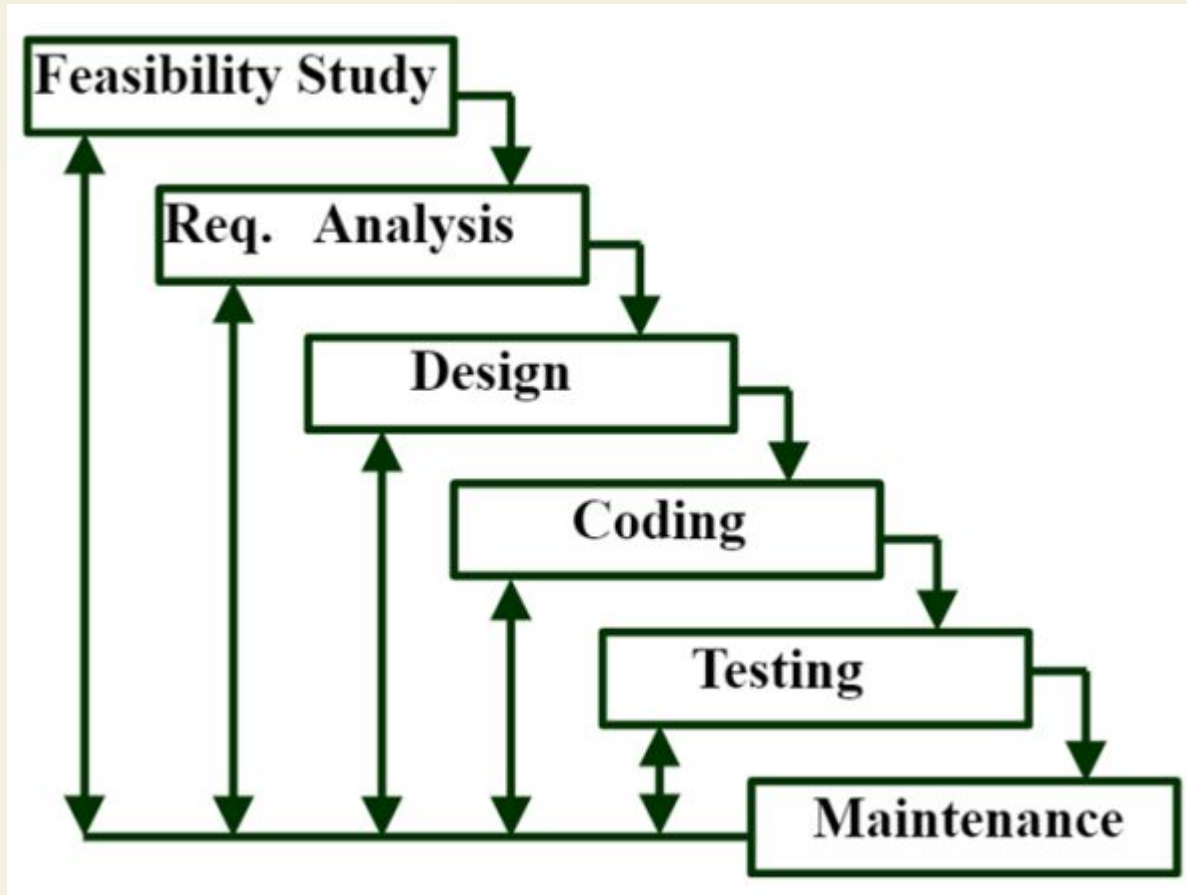 Feasibility Study
Req. Analysis
Design
Coding
Testing
Maintenance